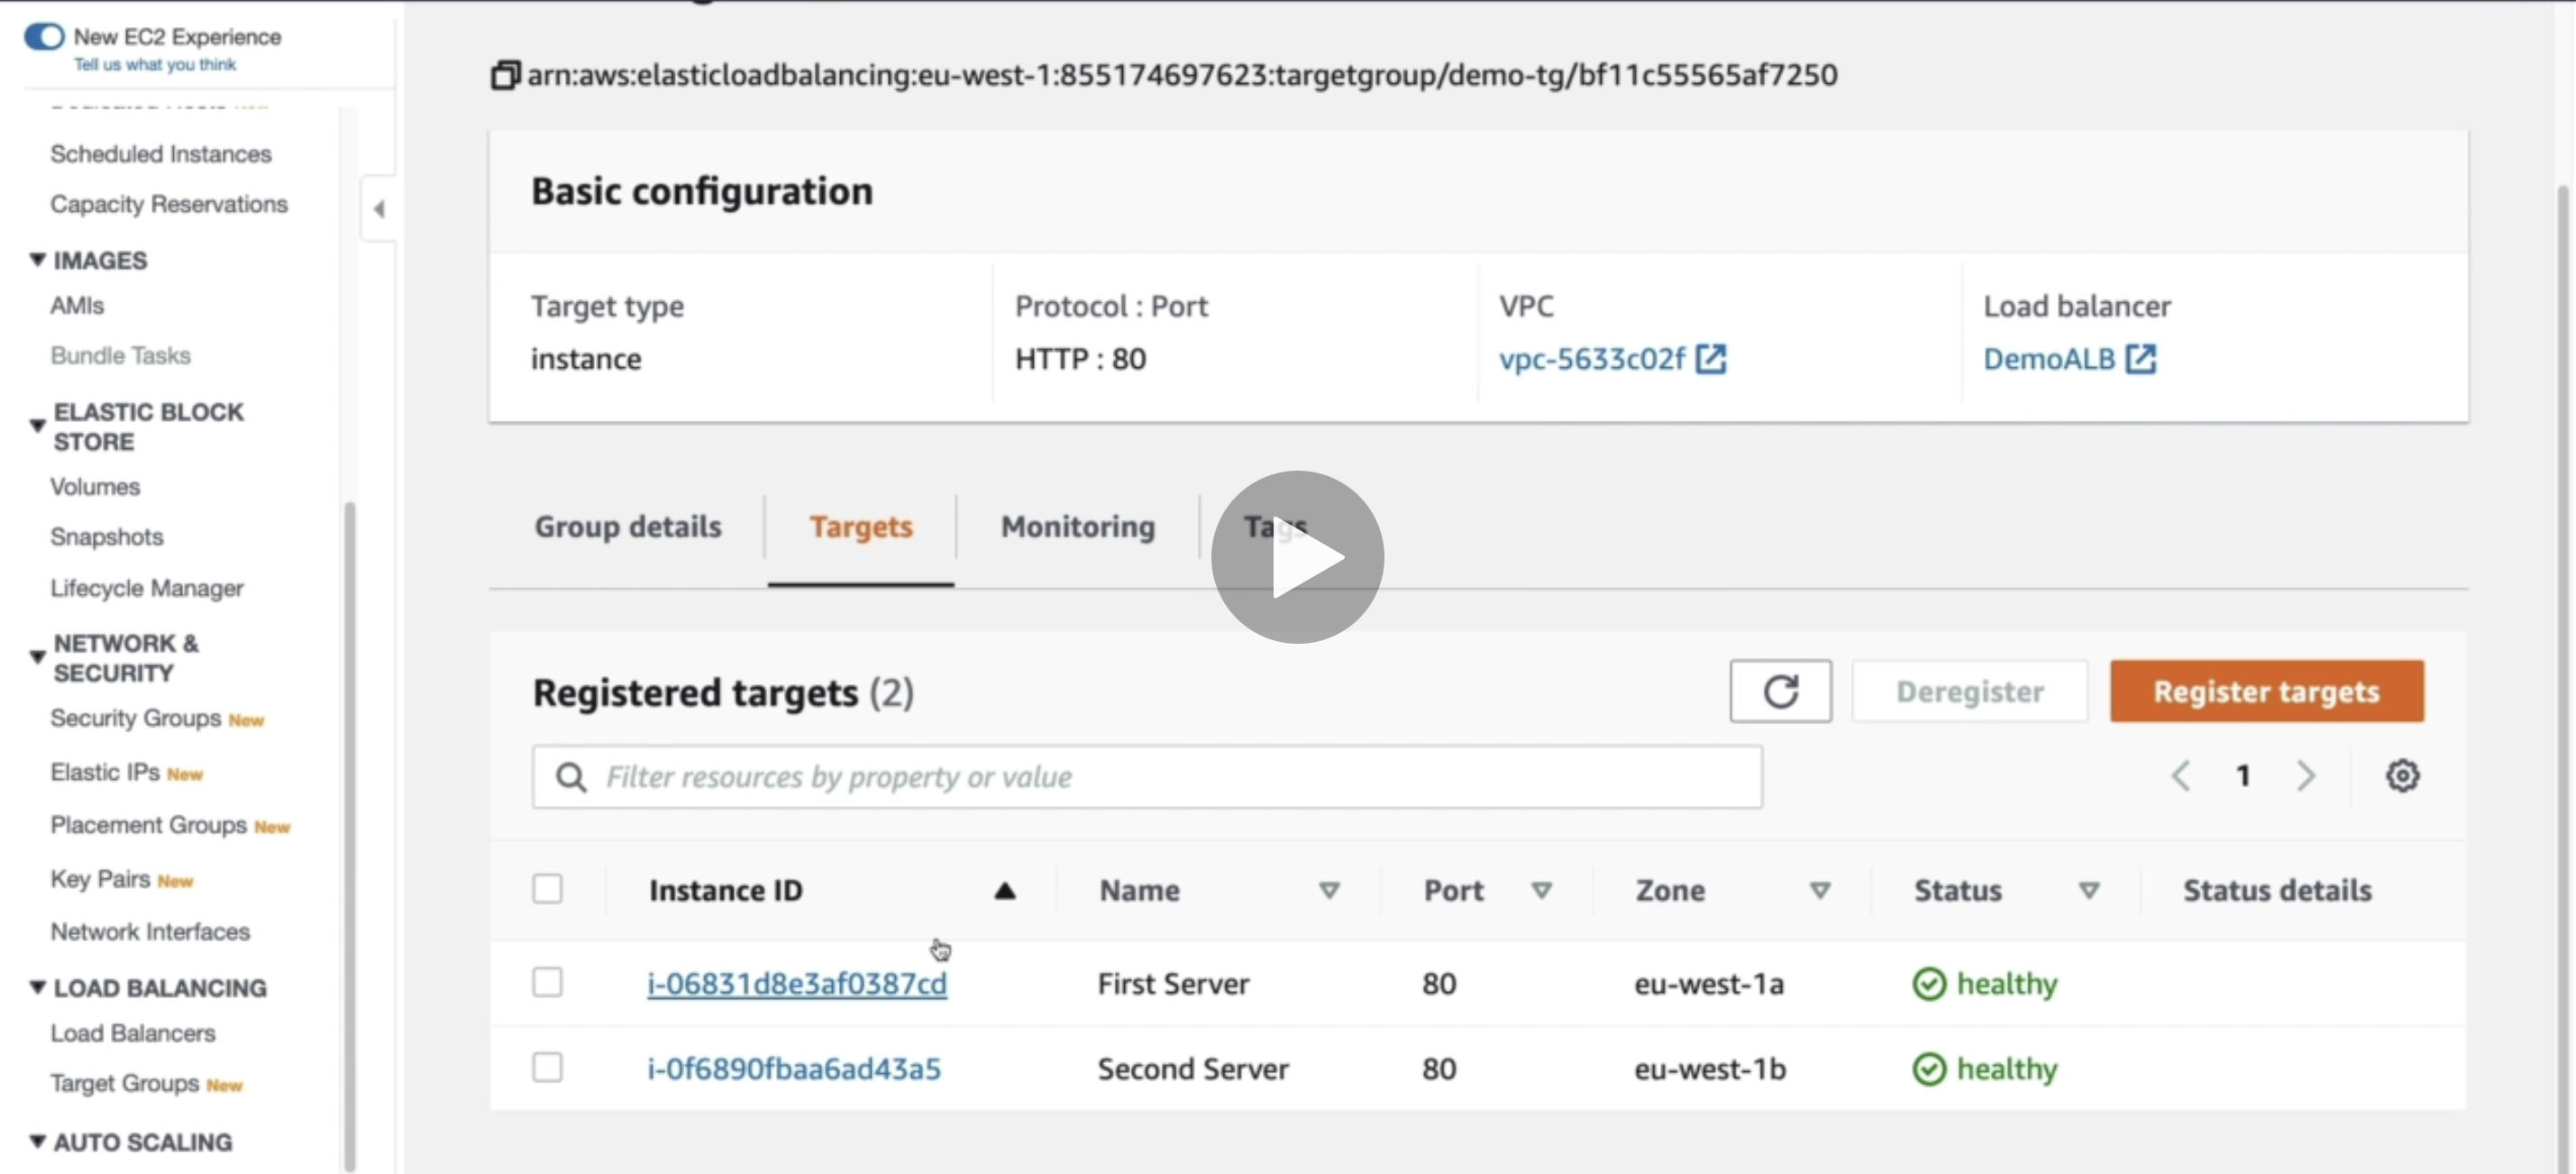 New EC2 Experience
Tell us what you think
Scheduled Instances
Capacity Reservations
IMAGES
AMIs
Bundle Tasks
ELASTIC BLOCK
STORE
Volumes
Snapshots
Lifecycle Manager
NETWORK &
SECURITY
Security Groups New
Elastic IPs New
Placement Groups New
Key Pairs New
Network Interfaces
LOAD BALANCING
Load Balancers
Target Groups New
AUTO SCALING
arn:aws:elasticloadbalancing:eu-west-1:855174697623:targetgroup/demo-tg/bf11c55565af7250
Basic configuration
Target type Protocol : Port VPC Load balancer
instance HTTP : 80 vpc-5633c02f DemoALB
Group details Targets Monitoring Tags
Registered targets (2) Deregister Register targets
Filter resources by property or value 1
Instance ID Name Port Zone Status Status details
i-06831d8e3af0387cd First Server 80 eu-west-1a healthy
i-0f6890fbaa6ad43a5 Second Server 80 eu-west-1b healthy